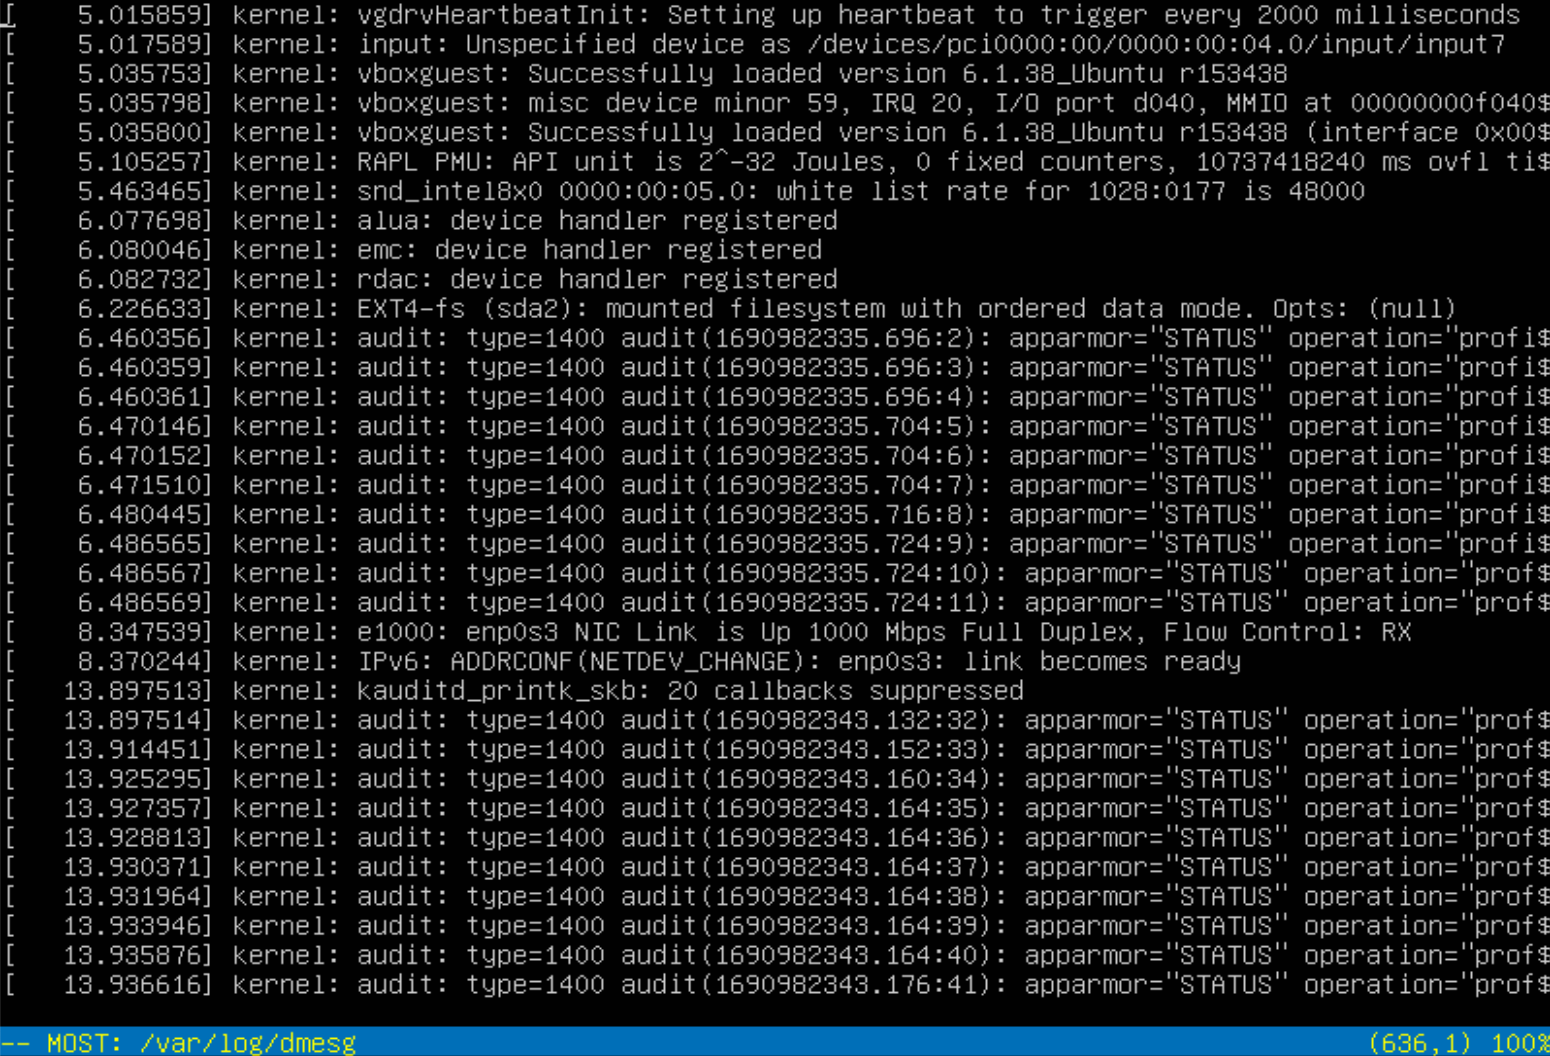 [    5.015859] kernel: vgdrvHeartbeatInit: Setting up heartbeat to trigger every 2000 milliseconds
[    5.017589] kernel: input: Unspecified device as /devices/pci0000:00/0000:00:04.0/input/input7
[    5.035753] kernel: vboxguest: Successfully loaded version 6.1.38_Ubuntu r153438
[    5.035798] kernel: vboxguest: misc device minor 59, IRQ 20, I/O port d040, MMIO at 00000000f040$
[    5.035800] kernel: vboxguest: Successfully loaded version 6.1.38_Ubuntu r153438 (interface 0x00$
[    5.105257] kernel: RAPL PMU: API unit is 2^-32 Joules, 0 fixed counters, 10737418240 ms ovfl ti$
[    5.463465] kernel: snd_intel8x0 0000:00:05.0: white list rate for 1028:0177 is 48000
[    6.077698] kernel: alua: device handler registered
[    6.080046] kernel: emc: device handler registered
[    6.082732] kernel: rdac: device handler registered
[    6.226633] kernel: EXT4-fs (sda2): mounted filesystem with ordered data mode. Opts: (null)
[    6.460356] kernel: audit: type=1400 audit(1690982335.696:2): apparmor="STATUS" operation="profi$
[    6.460359] kernel: audit: type=1400 audit(1690982335.696:3): apparmor="STATUS" operation="profi$
[    6.460361] kernel: audit: type=1400 audit(1690982335.696:4): apparmor="STATUS" operation="profi$
[    6.470146] kernel: audit: type=1400 audit(1690982335.704:5): apparmor="STATUS" operation="profi$
[    6.470152] kernel: audit: type=1400 audit(1690982335.704:6): apparmor="STATUS" operation="profi$
[    6.471510] kernel: audit: type=1400 audit(1690982335.704:7): apparmor="STATUS" operation="profi$
[    6.480445] kernel: audit: type=1400 audit(1690982335.716:8): apparmor="STATUS" operation="profi$
[    6.486565] kernel: audit: type=1400 audit(1690982335.724:9): apparmor="STATUS" operation="profi$
[    6.486567] kernel: audit: type=1400 audit(1690982335.724:10): apparmor="STATUS" operation="prof$
[    6.486569] kernel: audit: type=1400 audit(1690982335.724:11): apparmor="STATUS" operation="prof$
[    8.347539] kernel: e1000: enp0s3 NIC Link is Up 1000 Mbps Full Duplex, Flow Control: RX
[    8.370244] kernel: IPv6: ADDRCONF(NETDEV_CHANGE): enp0s3: link becomes ready
[   13.897513] kernel: kauditd_printk_skb: 20 callbacks suppressed
[   13.897514] kernel: audit: type=1400 audit(1690982343.132:32): apparmor="STATUS" operation="prof$
[   13.914451] kernel: audit: type=1400 audit(1690982343.152:33): apparmor="STATUS" operation="prof$
[   13.925295] kernel: audit: type=1400 audit(1690982343.160:34): apparmor="STATUS" operation="prof$
[   13.927357] kernel: audit: type=1400 audit(1690982343.164:35): apparmor="STATUS" operation="prof$
[   13.928813] kernel: audit: type=1400 audit(1690982343.164:36): apparmor="STATUS" operation="prof$
[   13.930371] kernel: audit: type=1400 audit(1690982343.164:37): apparmor="STATUS" operation="prof$
[   13.931964] kernel: audit: type=1400 audit(1690982343.164:38): apparmor="STATUS" operation="prof$
[   13.933946] kernel: audit: type=1400 audit(1690982343.164:39): apparmor="STATUS" operation="prof$
[   13.935876] kernel: audit: type=1400 audit(1690982343.164:40): apparmor="STATUS" operation="prof$
[   13.936616] kernel: audit: type=1400 audit(1690982343.176:41): apparmor="STATUS" operation="prof$
-- MOST: /var/log/dmesg (636,1) 100%